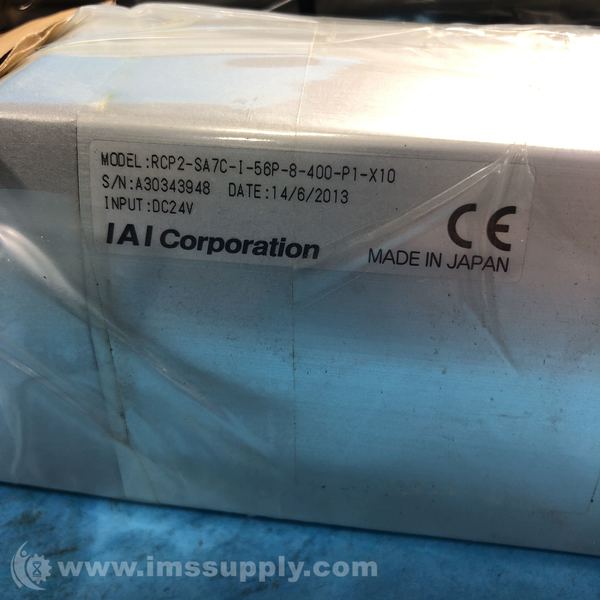 MODEL:RCP2-SA7C-I-56P-8-400-P1-X10
S/N:A30343948 DATE:14/6/2013
INPUT:DC24V
IAI Corporation
CE
MADE IN JAPAN
www.imssupply.com